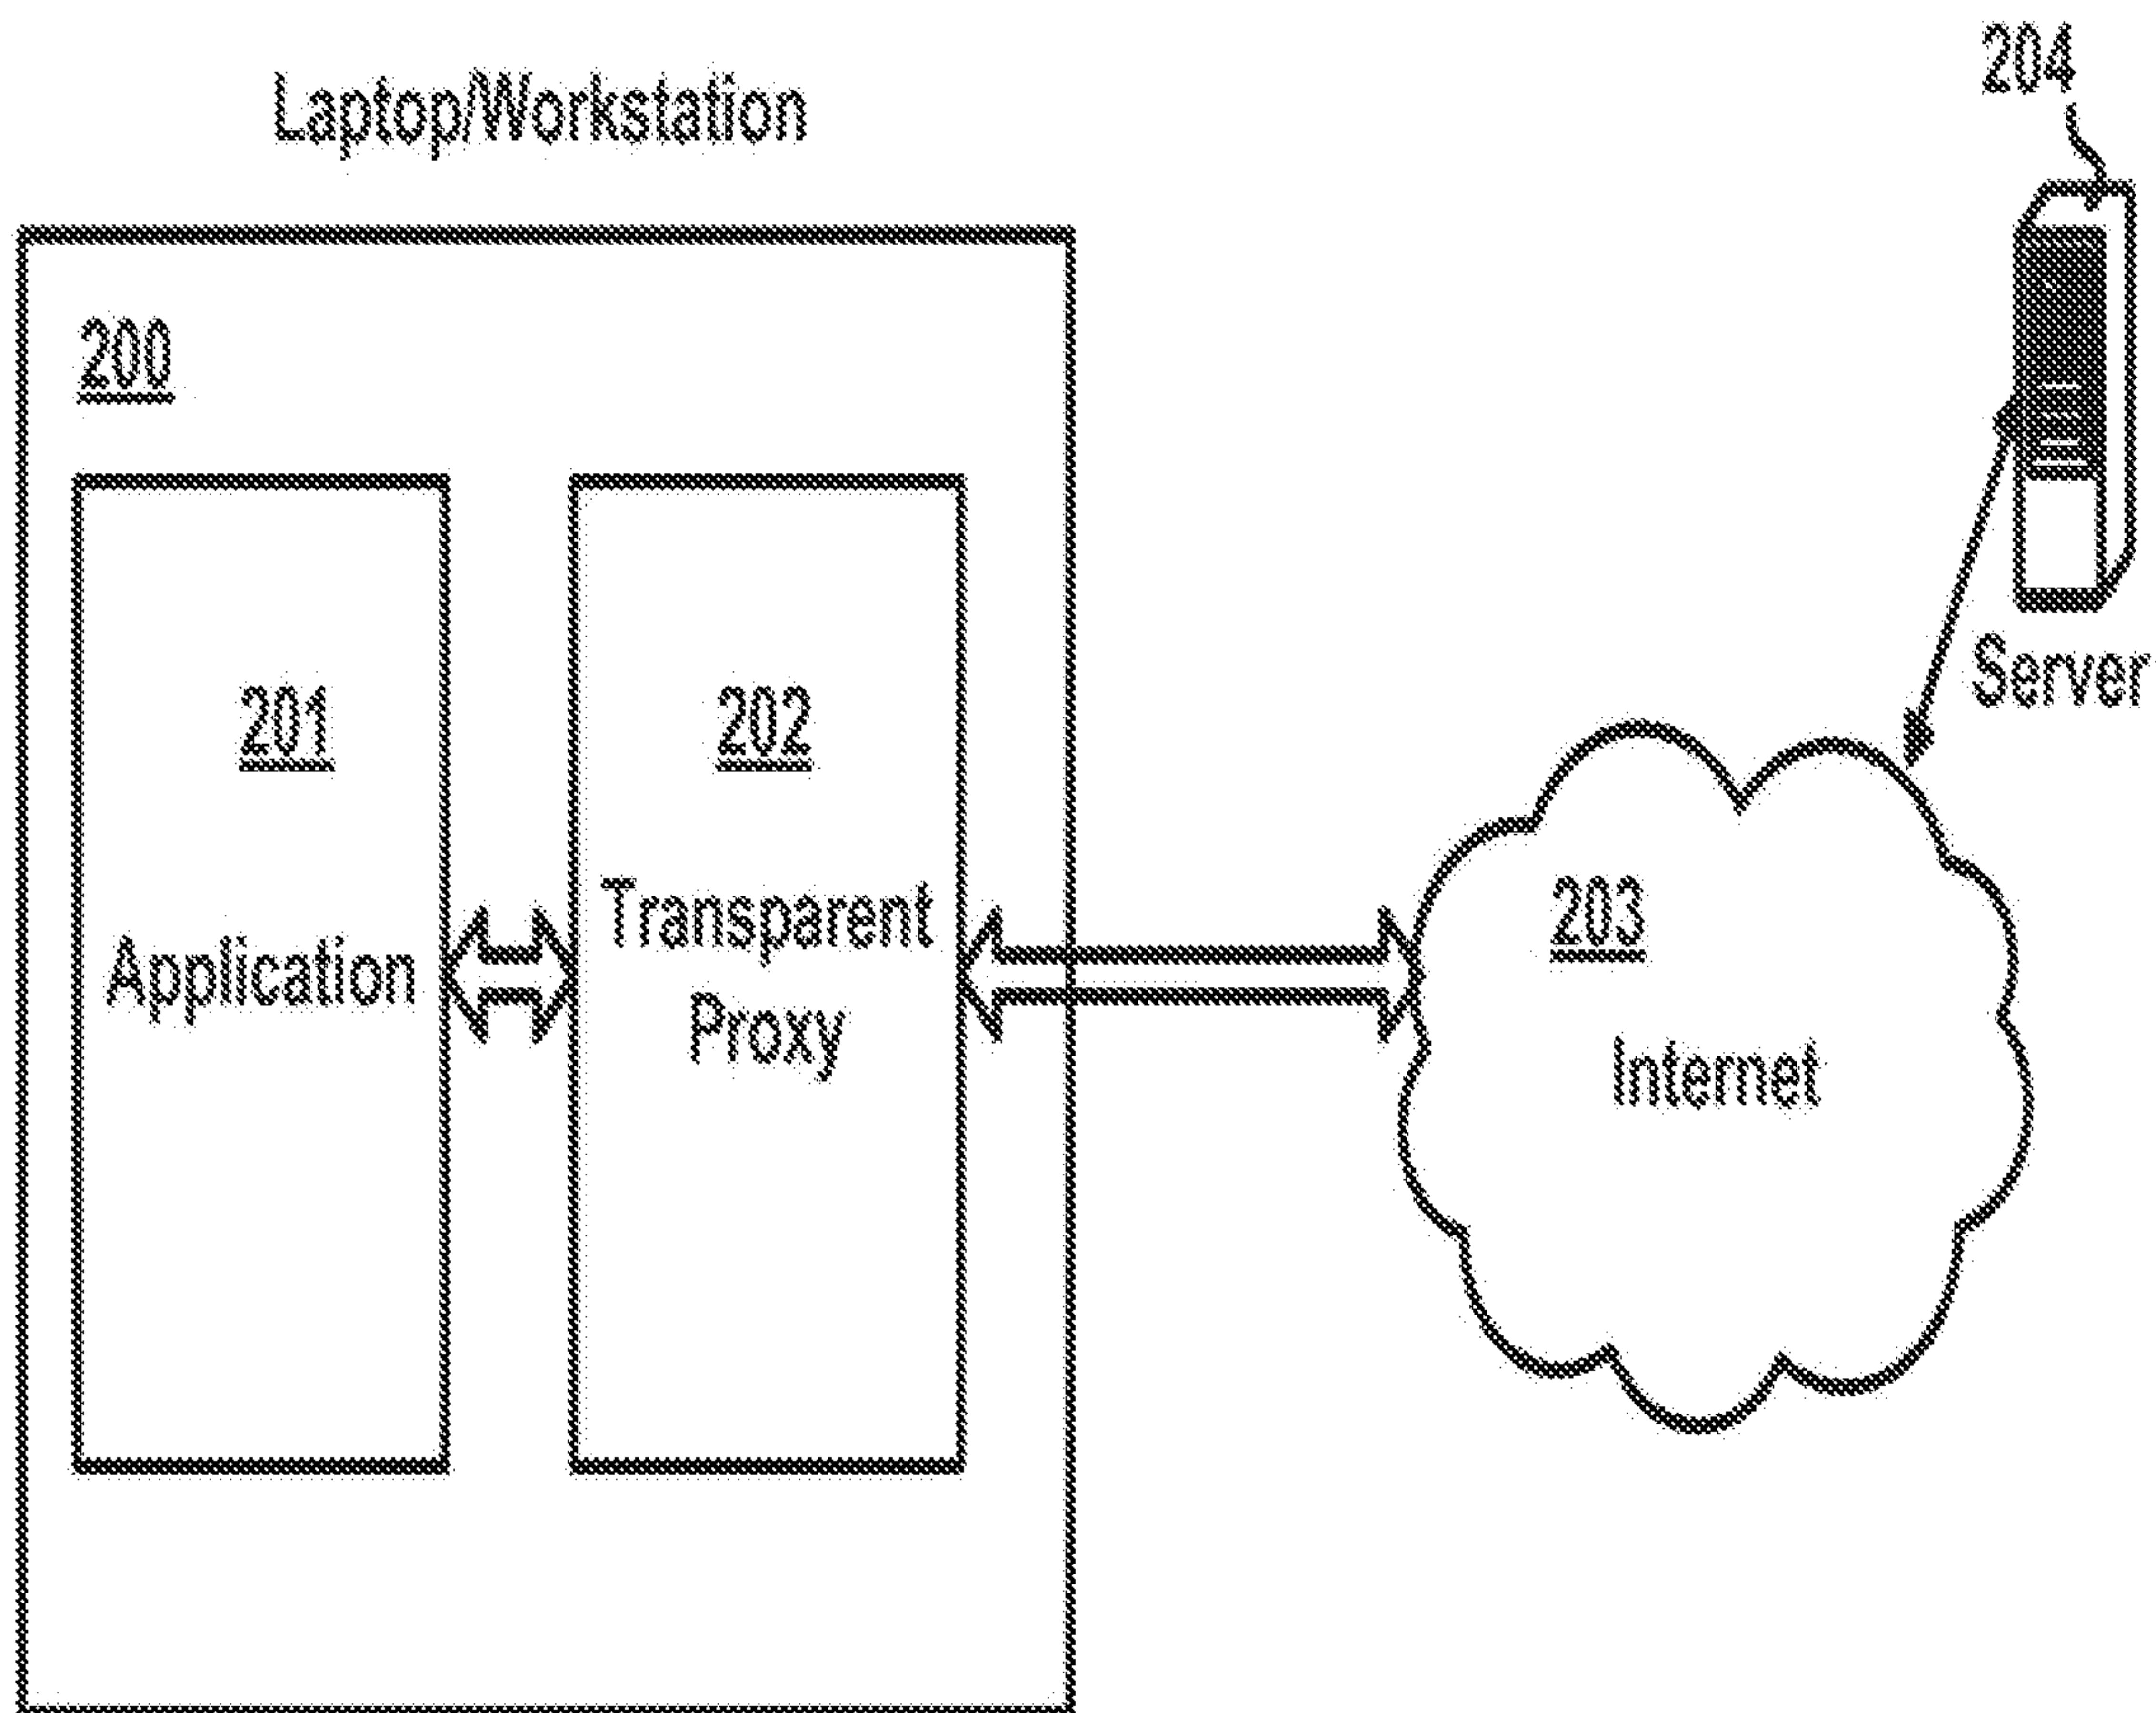 204
Laptop/Workstation
200
Server
201
202
Transparent
Proxy
Application
203
Internet